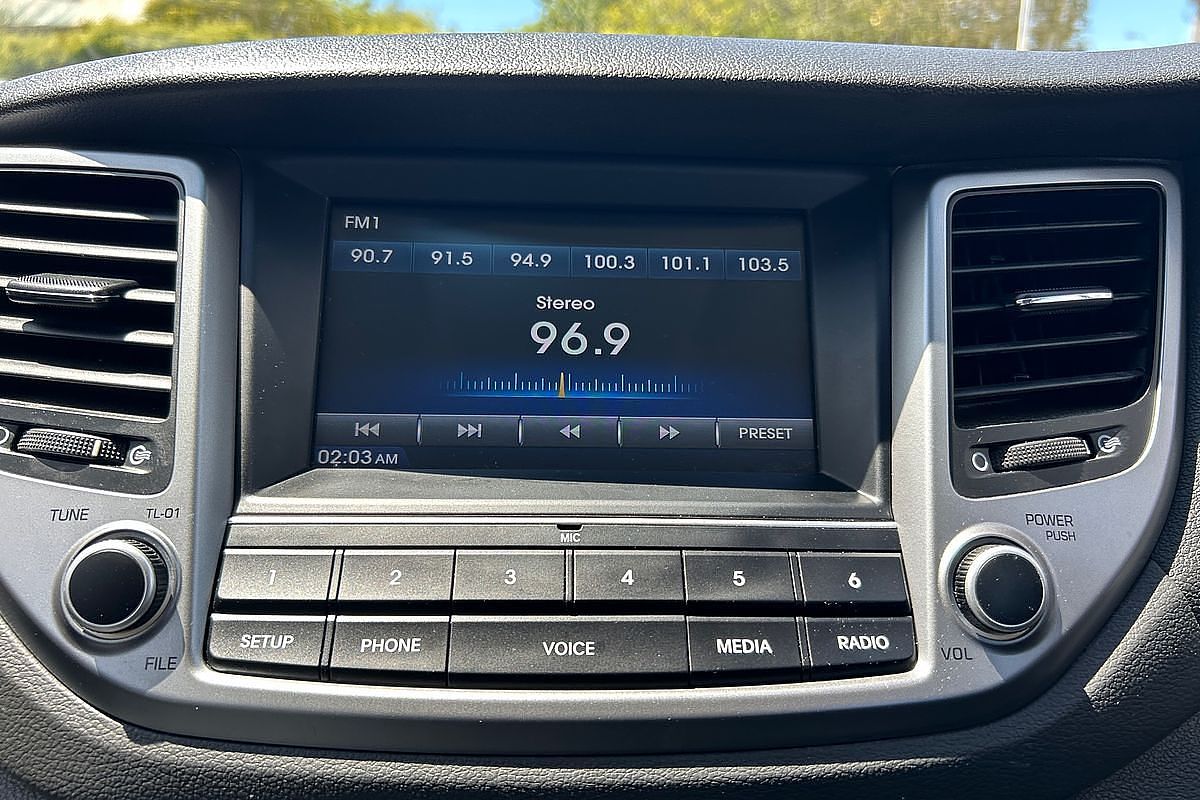 FM1
90.7 91.5 94.9 100.3 101.1 103.5
Stereo
96.9
PRESET
02:03 AM
TUNE
TL-01
FILE
MIC
1 2 3 4 5 6
SETUP PHONE VOICE MEDIA RADIO
POWER
PUSH
VOL